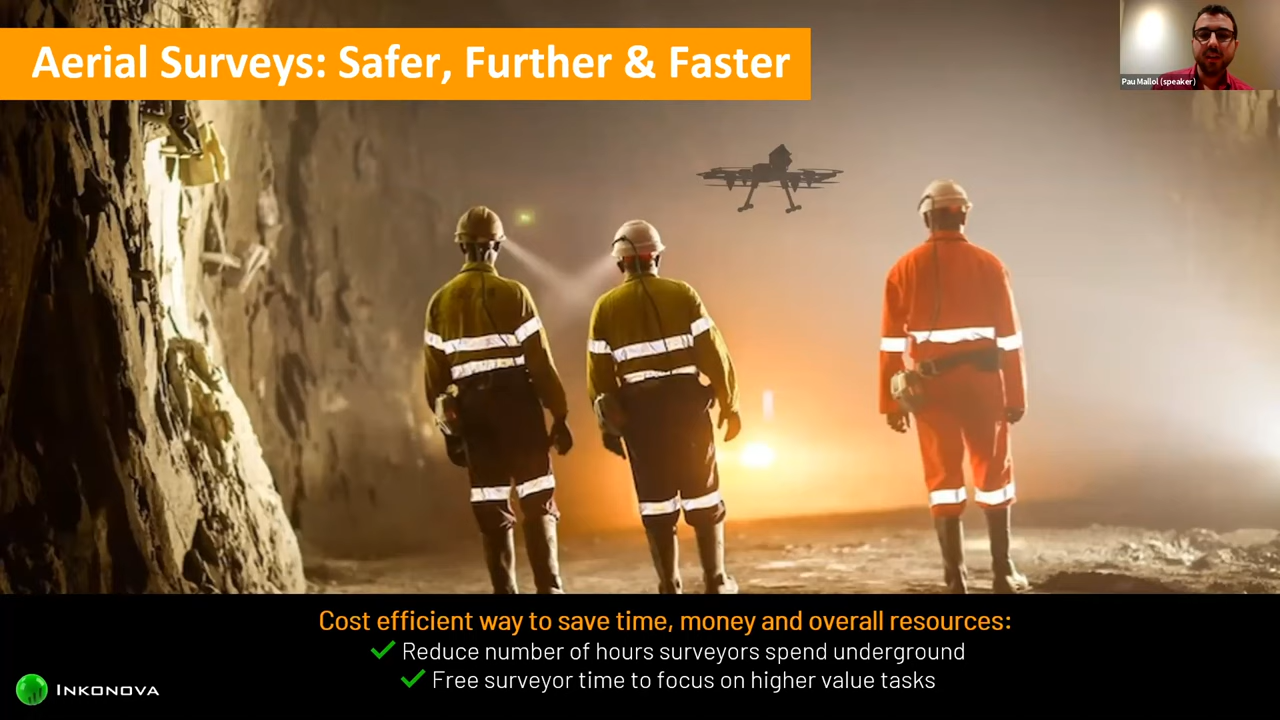 Aerial Surveys: Safer, Further & Faster
Pau Mallol (speaker)
Cost efficient way to save time, money and overall resources:
Reduce number of hours surveyors spend underground
Free surveyor time to focus on higher value tasks
INKONOVA